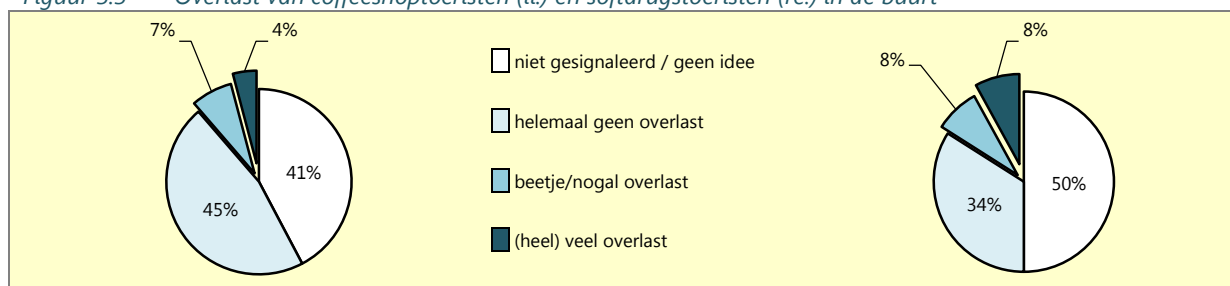 Figuur 3.3 Overlast van coffeeshoptoeristen (li.) en softdrugstoeristen (re.) in de buurt
7%
4%
41%
45%
niet gesignaleerd / geen idee
helemaal geen overlast
beetje/nogal overlast
(heel) veel overlast
8%
8%
50%
34%